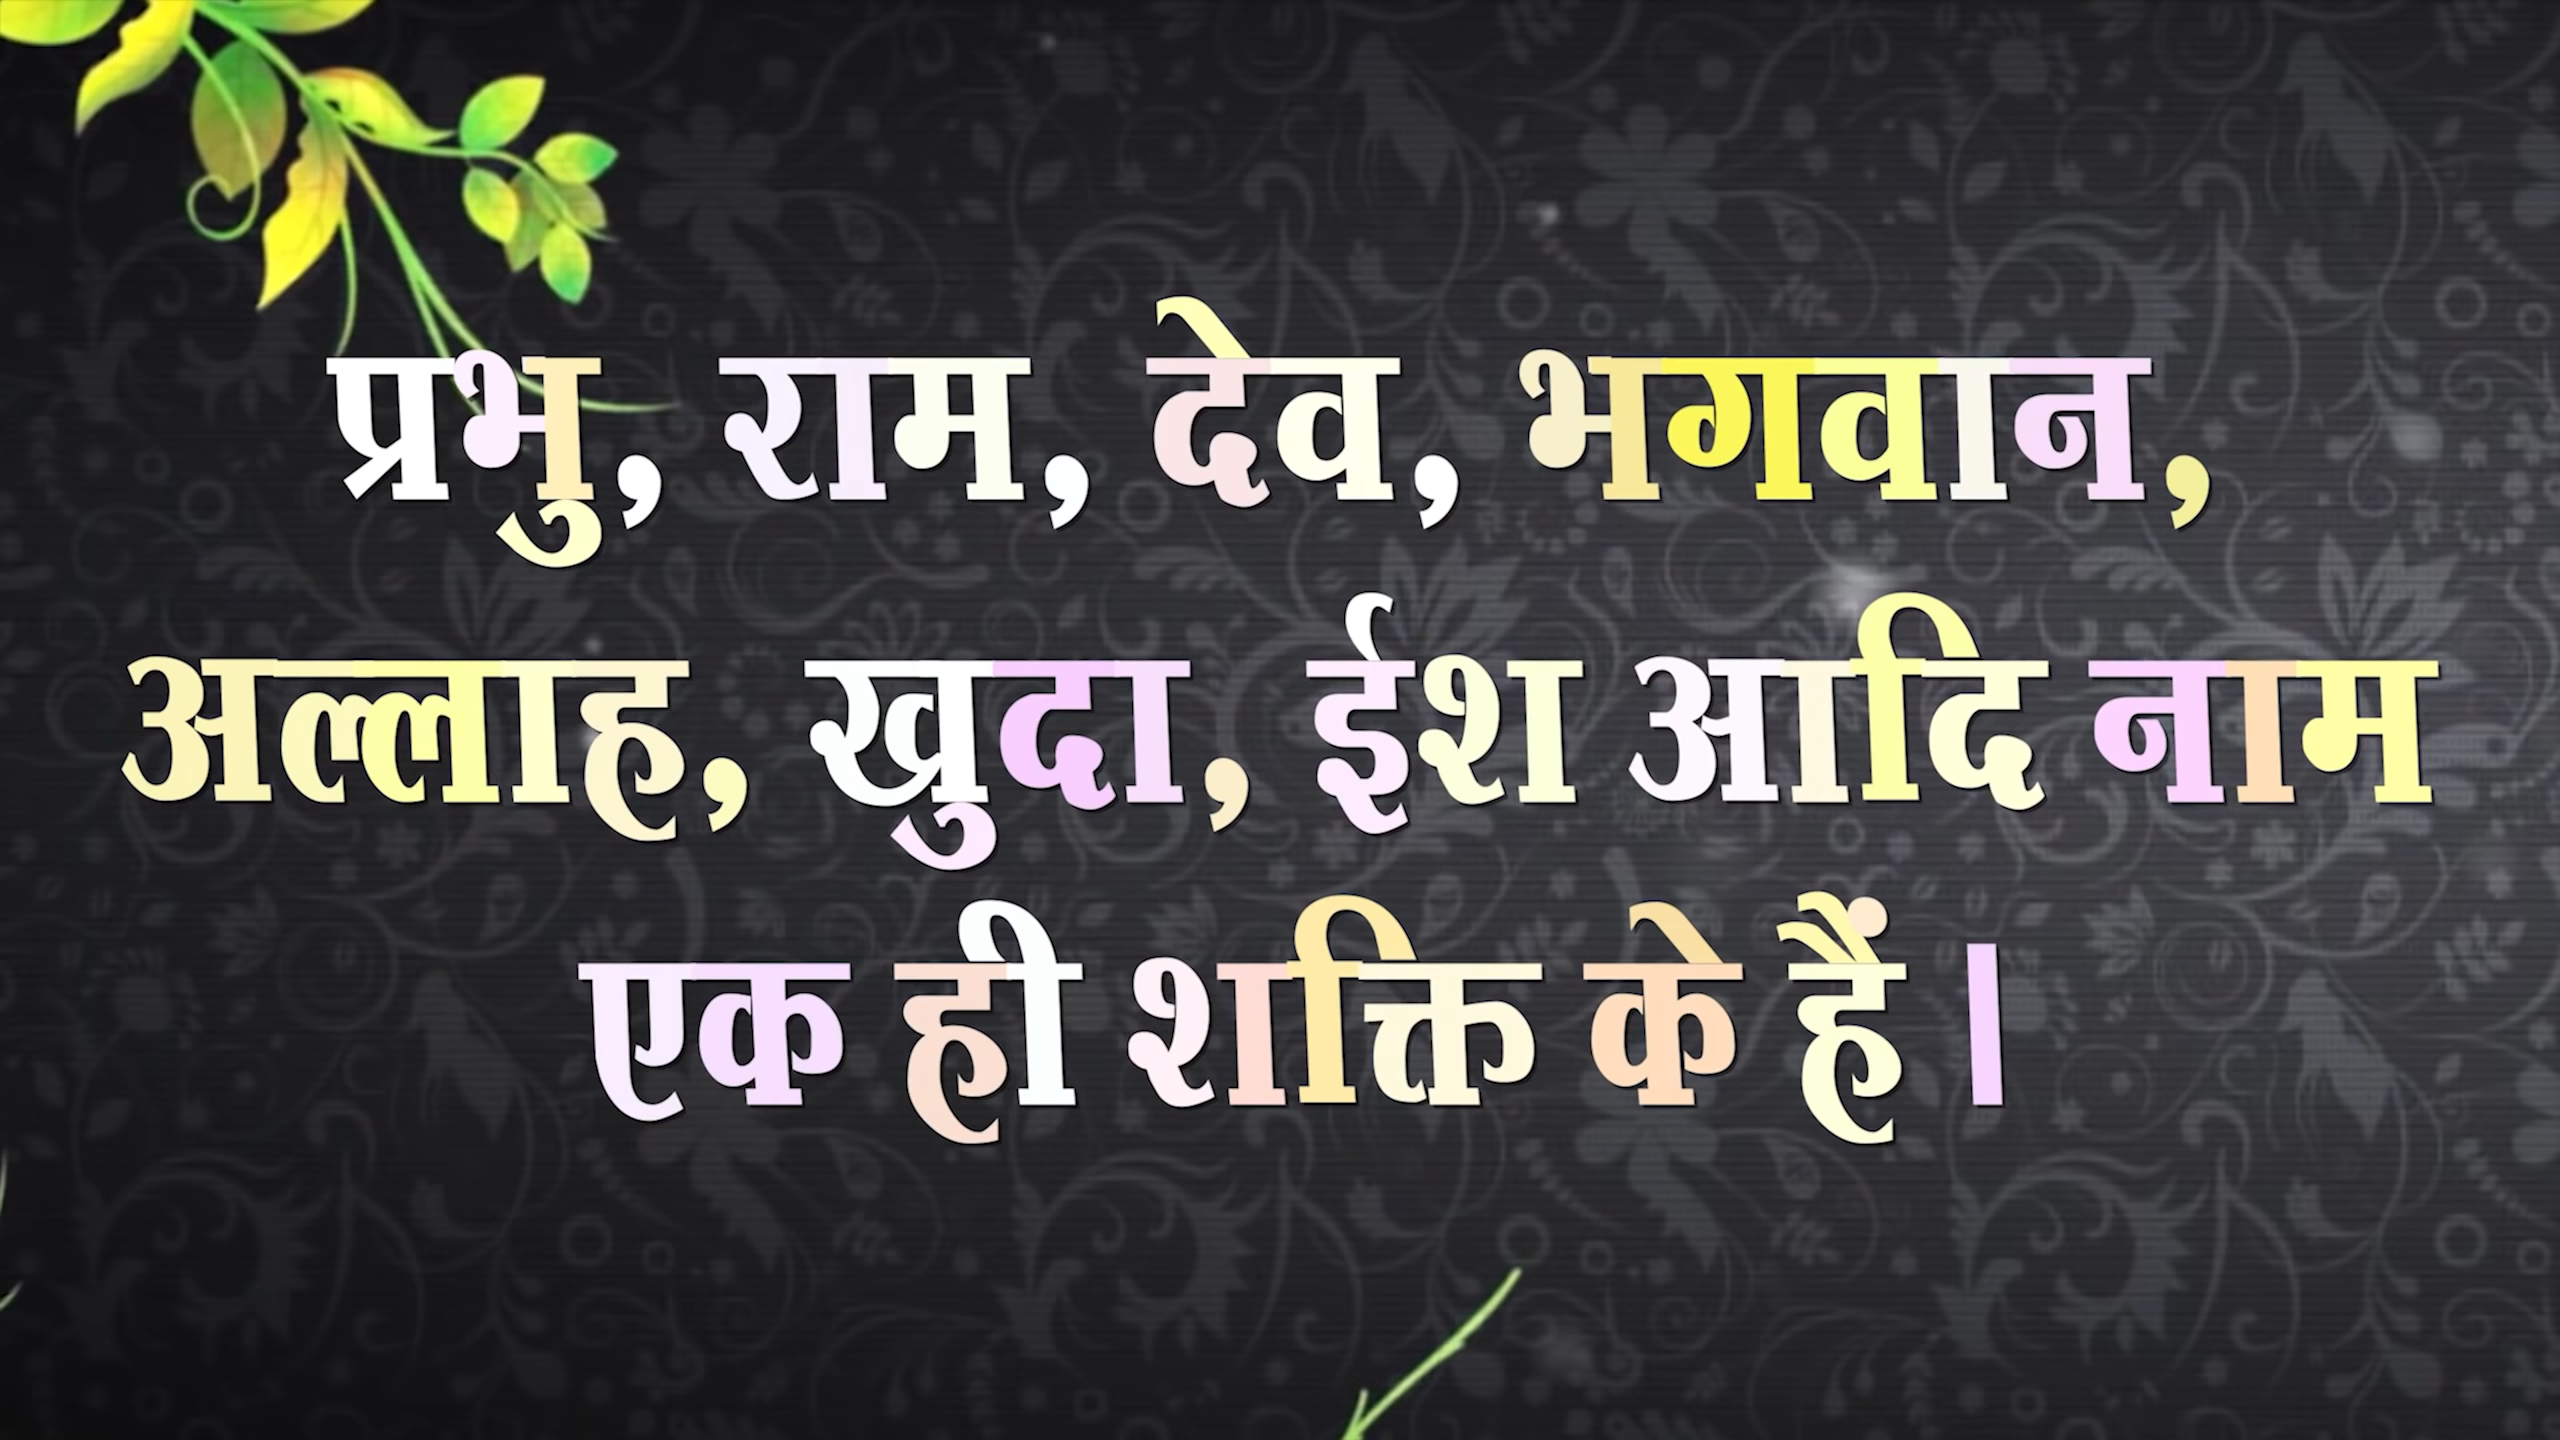 प्रभु, राम, देव, भगवान,
अल्लाह, खुदा, ईश आदि नाम
एक ही शक्ति के हैं।